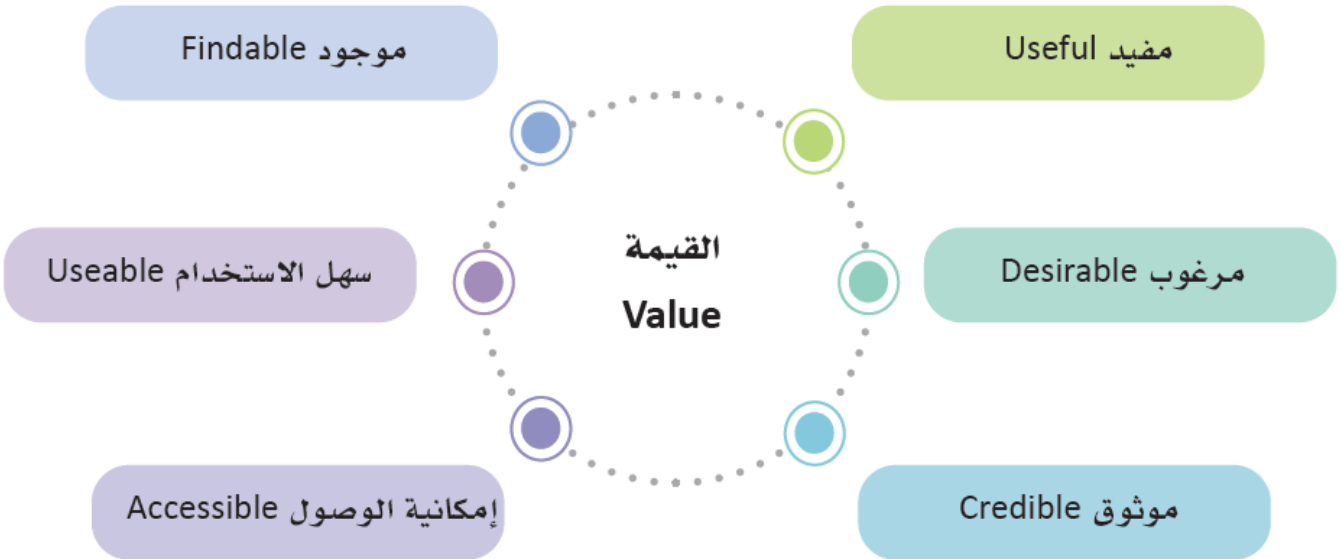 مفيد Useful
موجود Findable
مرغوب Desirable
القيمة
Value
سهل الاستخدام Useable
موثوق Credible
إمكانية الوصول Accessible